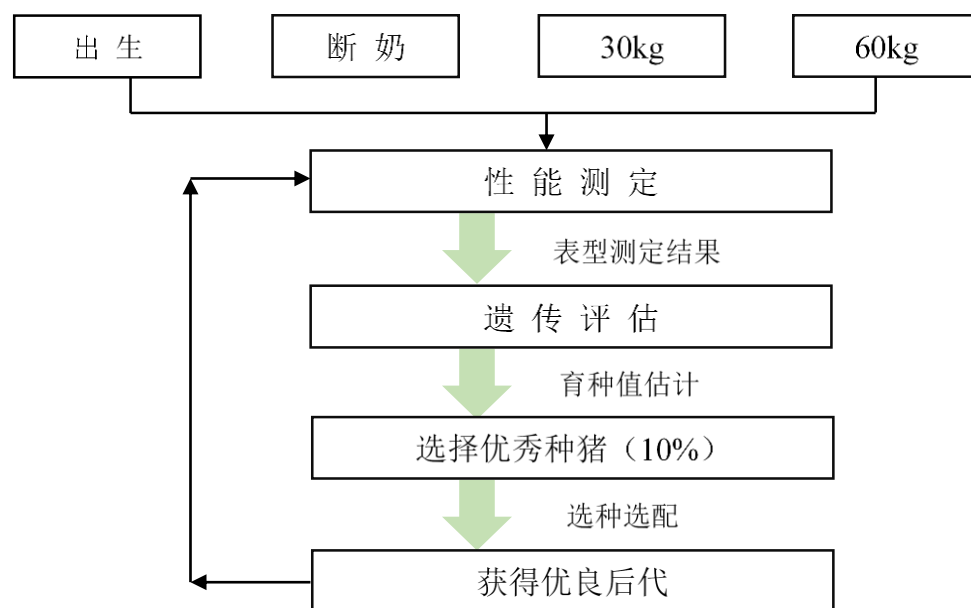 出 生
断 奶
30kg
60kg
性 能 测 定
表型测定结果
遗 传 评 估
育种值估计
选择优秀种猪（10%）
选种选配
获得优良后代